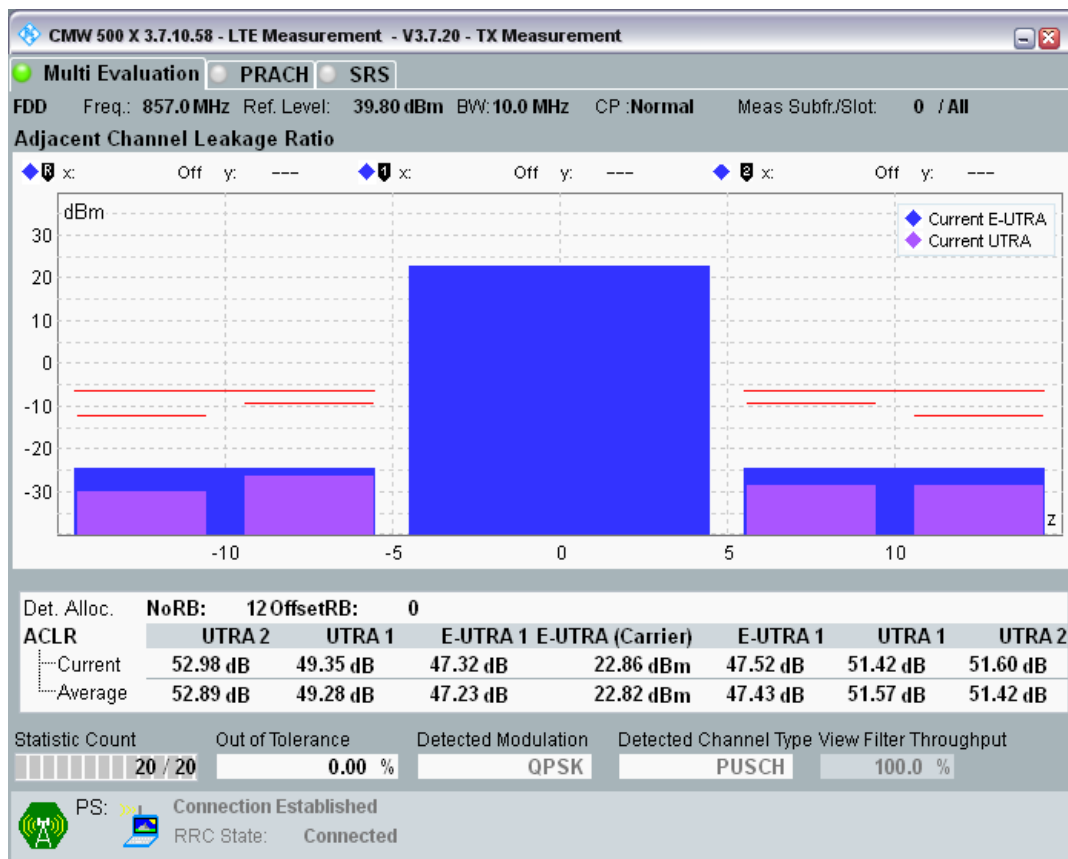 CMW 500 X 3.7.10.58 - LTE Measurement - V3.7.20 - TX Measurement
Multi Evaluation PRACH SRS
FDD Freq.: 857.0 MHz Ref. Level: 39.80 dBm BW: 10.0 MHz CP :Normal Meas Subfr./Slot: 0 / All
Adjacent Channel Leakage Ratio
R x: Off y: --- 1 x: Off y: --- 2 x: Off y: ---
dBm
Current E-UTRA
Current UTRA
30
20
10
0
-10
-20
-30
z
-10 -5 0 5 10
Det. Alloc. NoRB: 12 OffsetRB: 0
ACLR UTRA 2 UTRA 1 E-UTRA 1 E-UTRA (Carrier) E-UTRA 1 UTRA 1 UTRA 2
Current 52.98 dB 49.35 dB 47.32 dB 22.86 dBm 47.52 dB 51.42 dB 51.60 dB
Average 52.89 dB 49.28 dB 47.23 dB 22.82 dBm 47.43 dB 51.57 dB 51.42 dB
Statistic Count Out of Tolerance Detected Modulation Detected Channel Type View Filter Throughput
20 / 20 0.00 % QPSK PUSCH 100.0 %
PS: Connection Established
RRC State: Connected